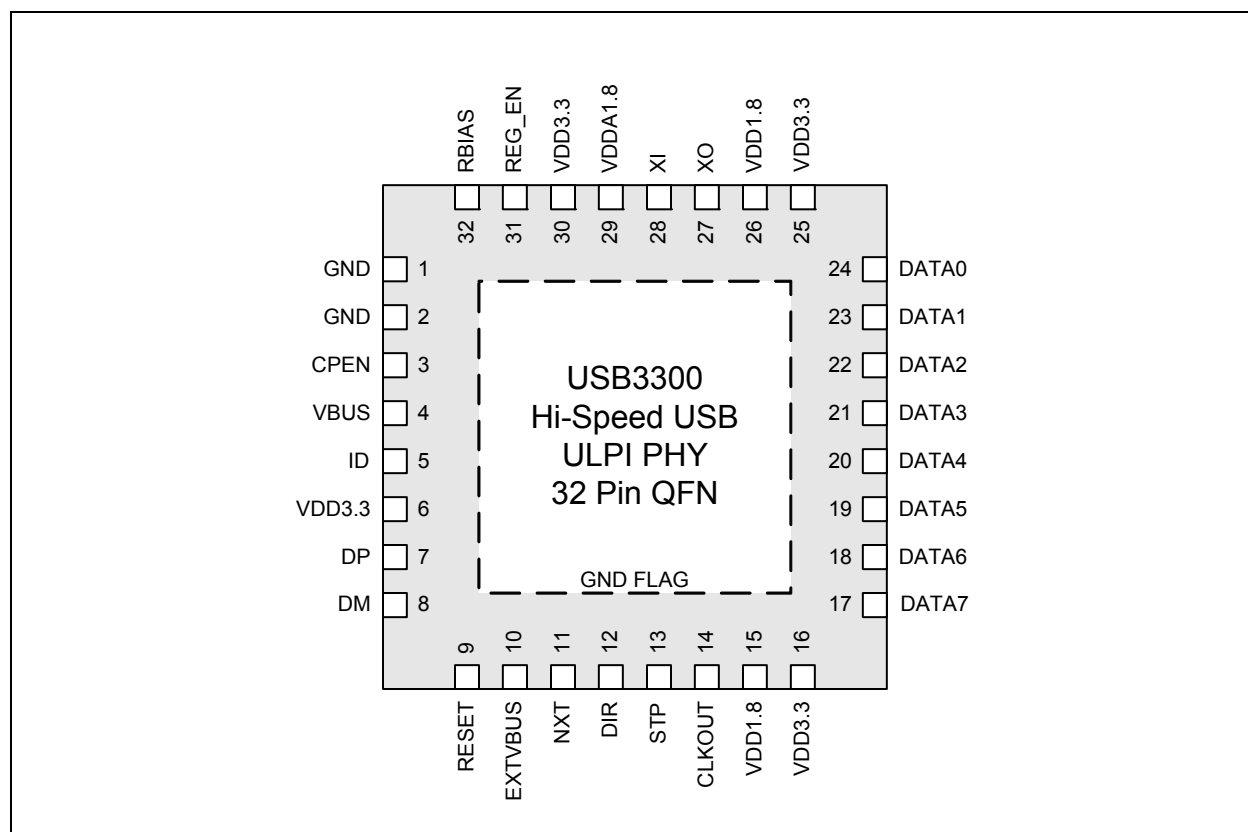 RBIAS
REG_EN
VDD3.3
VDDA1.8
XI
XO
VDD1.8
VDD3.3
32
31
30
29
28
27
26
25
GND 1
GND 2
CPEN 3
VBUS 4
ID 5
VDD3.3 6
DP 7
DM 8
USB3300
Hi-Speed USB
ULPI PHY
32 Pin QFN
GND FLAG
24 DATA0
23 DATA1
22 DATA2
21 DATA3
20 DATA4
19 DATA5
18 DATA6
17 DATA7
9
10
11
12
13
14
15
16
RESET
EXTVBUS
NXT
DIR
STP
CLKOUT
VDD1.8
VDD3.3